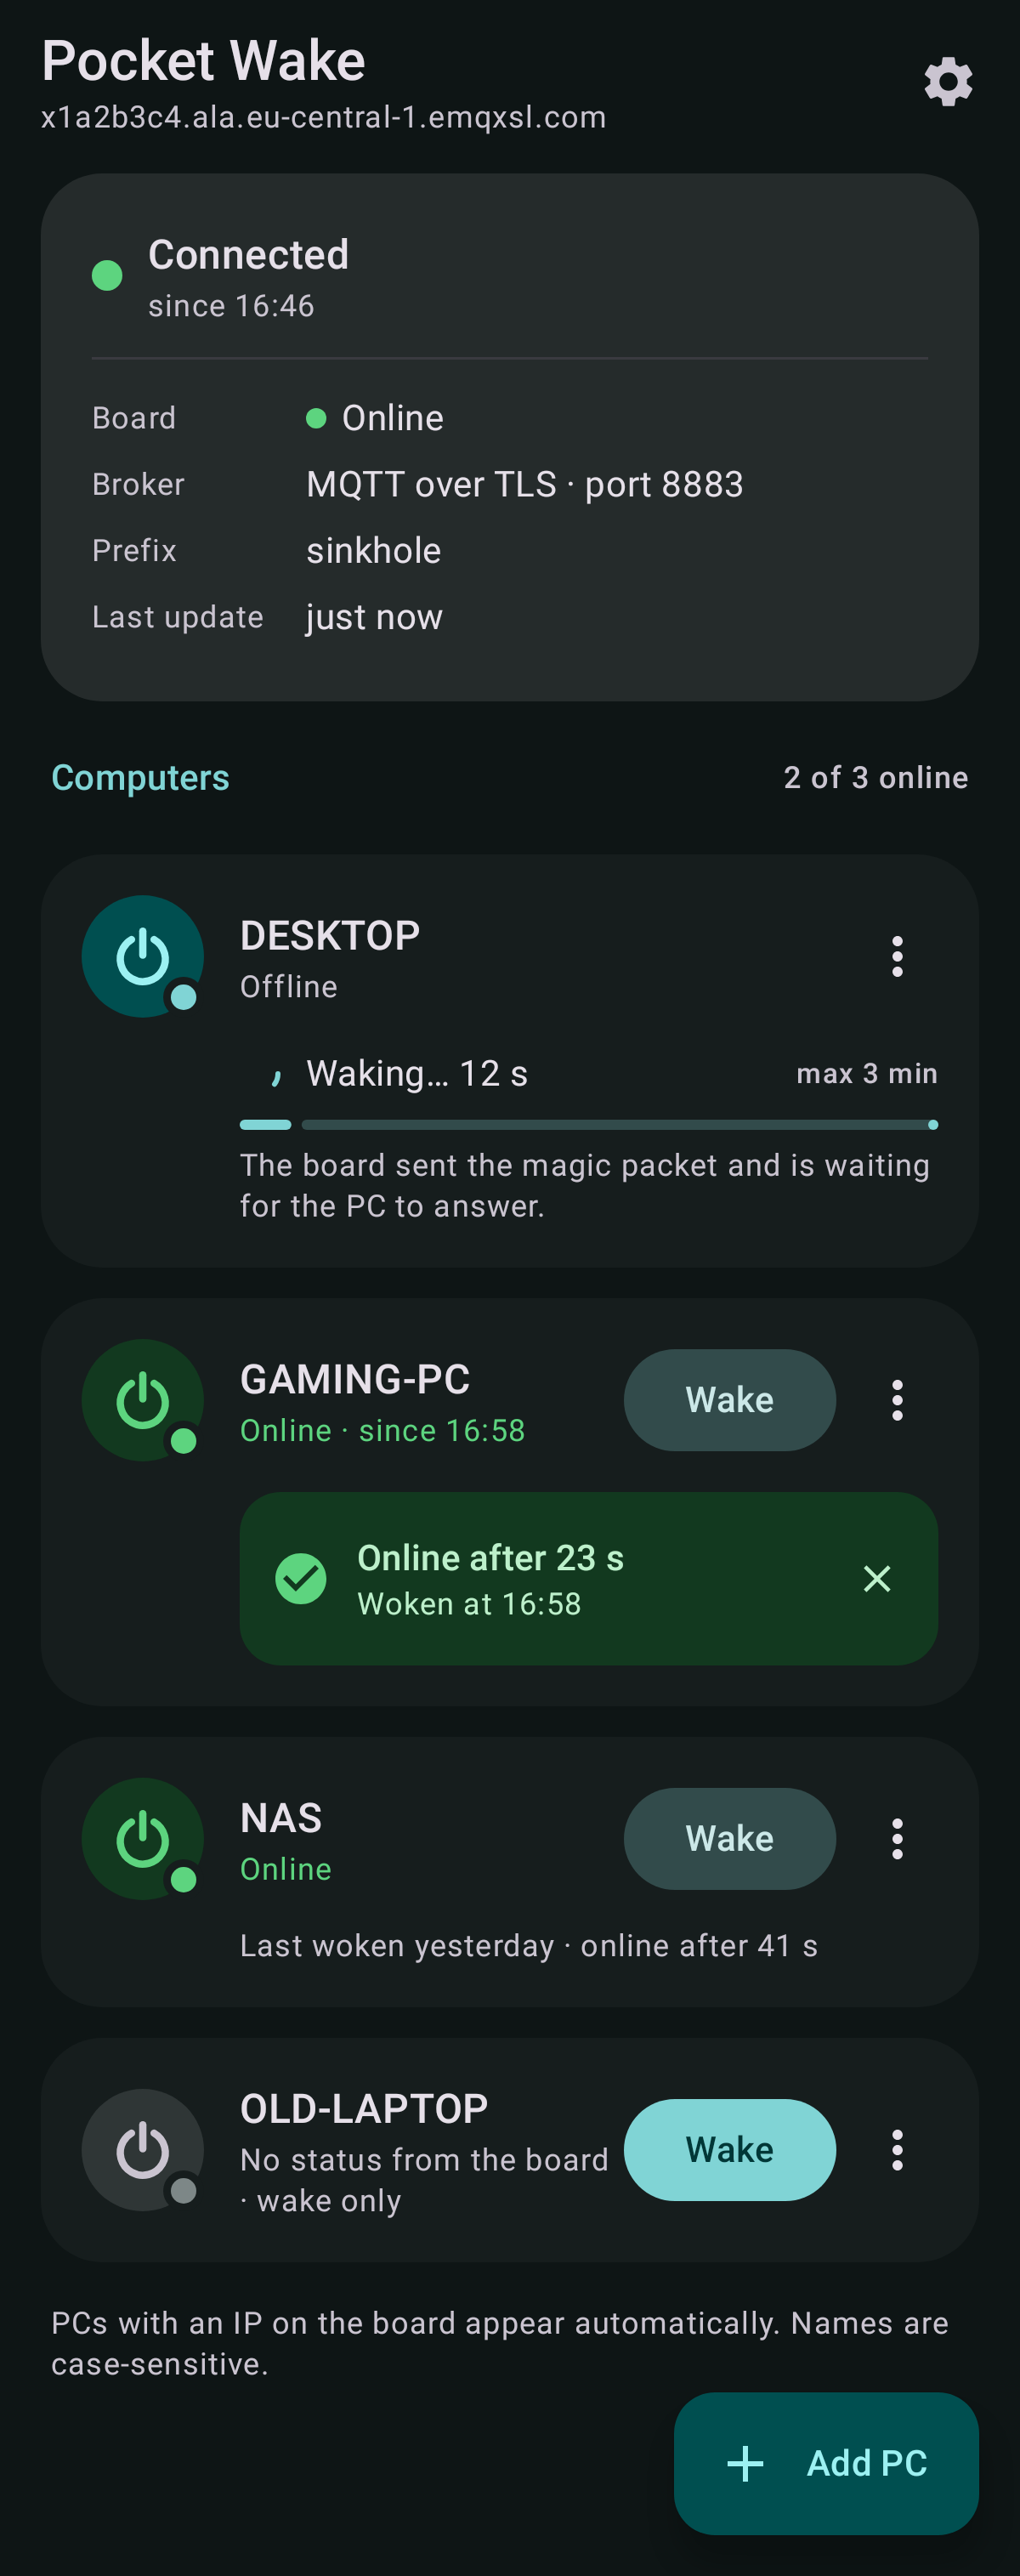 Pocket Wake
x1a2b3c4.ala.eu-central-1.emqxsl.com
Connected
since 16:46
Board Online
Broker MQTT over TLS · port 8883
Prefix sinkhole
Last update just now
Computers 2 of 3 online
DESKTOP
Offline
Waking… 12 s max 3 min
The board sent the magic packet and is waiting
for the PC to answer.
GAMING-PC
Online · since 16:58
Wake
Online after 23 s
Woken at 16:58
NAS
Online
Wake
Last woken yesterday · online after 41 s
OLD-LAPTOP
No status from the board
· wake only
Wake
PCs with an IP on the board appear automatically. Names are
case-sensitive.
Add PC